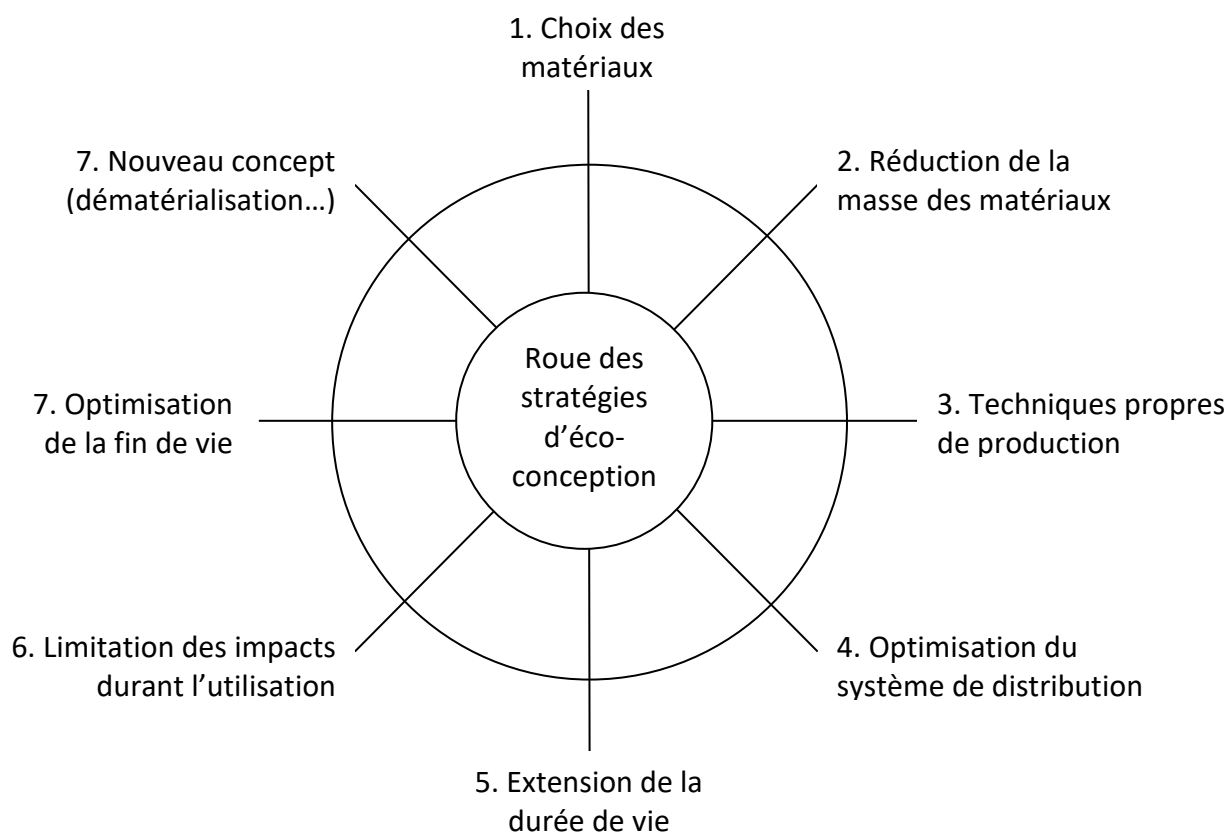 1. Choix des
matériaux
2. Réduction de la
masse des matériaux
3. Techniques propres
de production
4. Optimisation du
système de distribution
5. Extension de la
durée de vie
6. Limitation des impacts
durant l’utilisation
7. Optimisation
de la fin de vie
7. Nouveau concept
(dématérialisation…)
Roue des
stratégies
d’éco-
conception